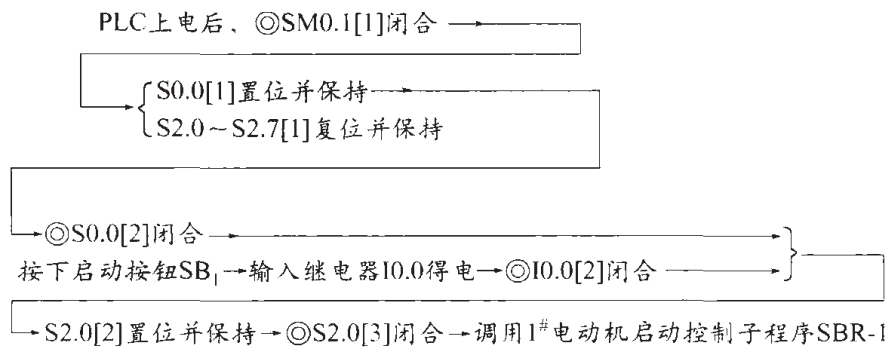 PLC上电后、◎SM0.1[1]闭合
S0.0[1]置位并保持
S2.0～S2.7[1]复位并保持
◎S0.0[2]闭合
按下启动按钮SB₁→输入继电器I0.0得电→◎I0.0[2]闭合
S2.0[2]置位并保持→◎S2.0[3]闭合→调用1#电动机启动控制子程序SBR-1